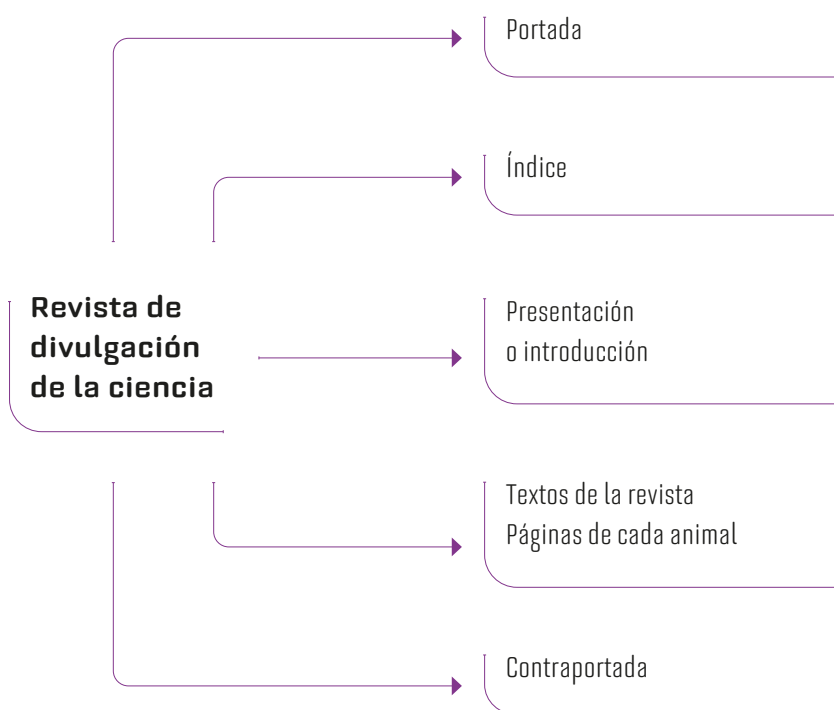 Portada
Índice
Revista de
divulgación
de la ciencia
Presentación
o introducción
Textos de la revista
Páginas de cada animal
Contraportada